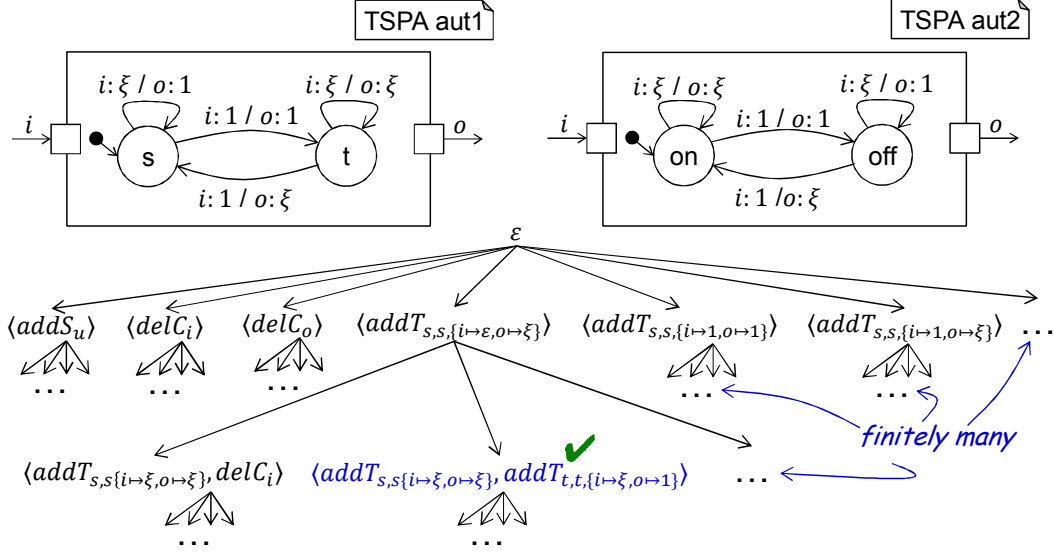 TSPA aut1
TSPA aut2
i: ξ / o: 1
i: ξ / o: ξ
i: ξ / o: ξ
i: ξ / o: 1
i
i: 1 / o: 1
o
i
i: 1 / o: 1
o
s
t
on
off
i: 1 / o: ξ
i: 1 /o: ξ
ε
⟨addS_u⟩
⟨delC_i⟩
⟨delC_o⟩
⟨addT_{s,s,{i↦ε,o↦ξ}}⟩
⟨addT_{s,s,{i↦1,o↦1}}⟩
⟨addT_{s,s,{i↦1,o↦ξ}}⟩
...
... ... ... ... ...
finitely many
⟨addT_{s,s{i↦ξ,o↦ξ}}, delC_i⟩
⟨addT_{s,s{i↦ξ,o↦ξ}}, addT_{t,t,{i↦ξ,o↦1}}⟩
...
... ...